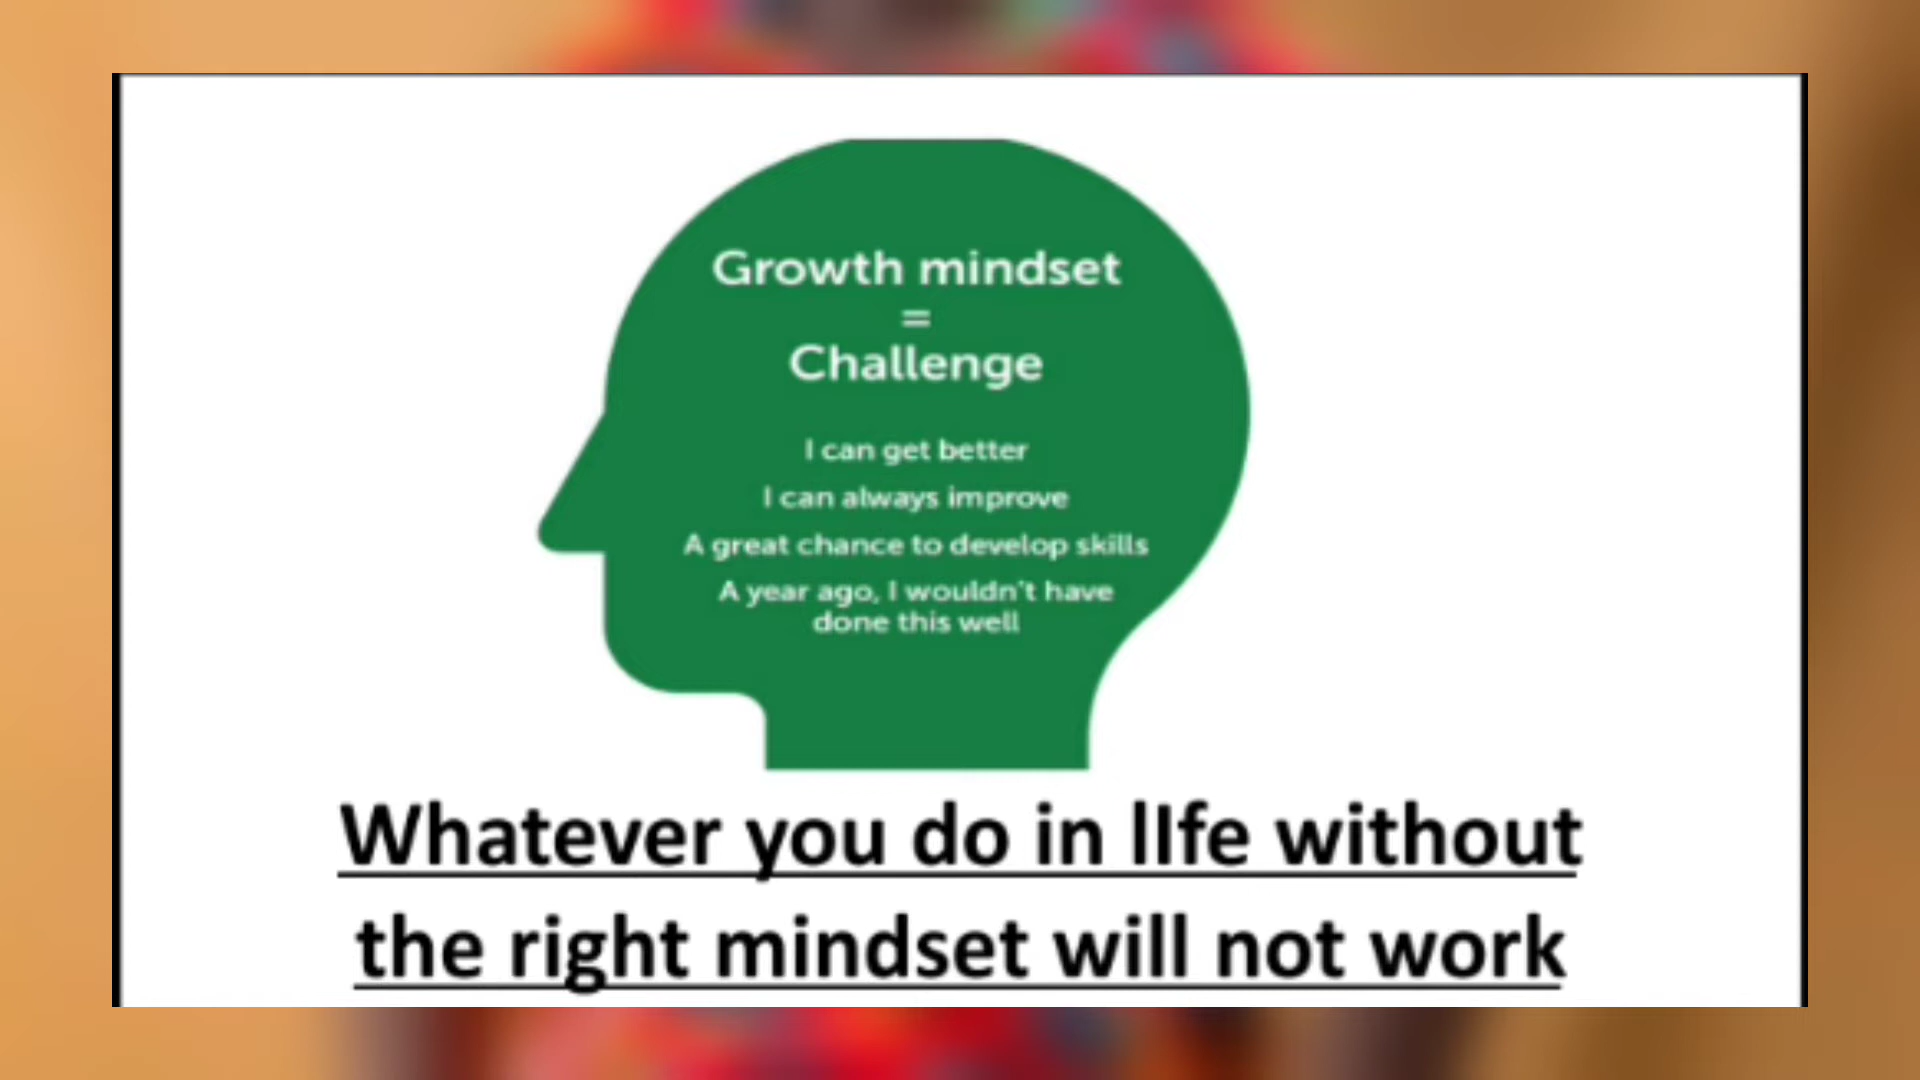 Growth mindset
=
Challenge
I can get better
I can always improve
A great chance to develop skills
A year ago, I wouldn't have
done this well
Whatever you do in lIfe without
the right mindset will not work